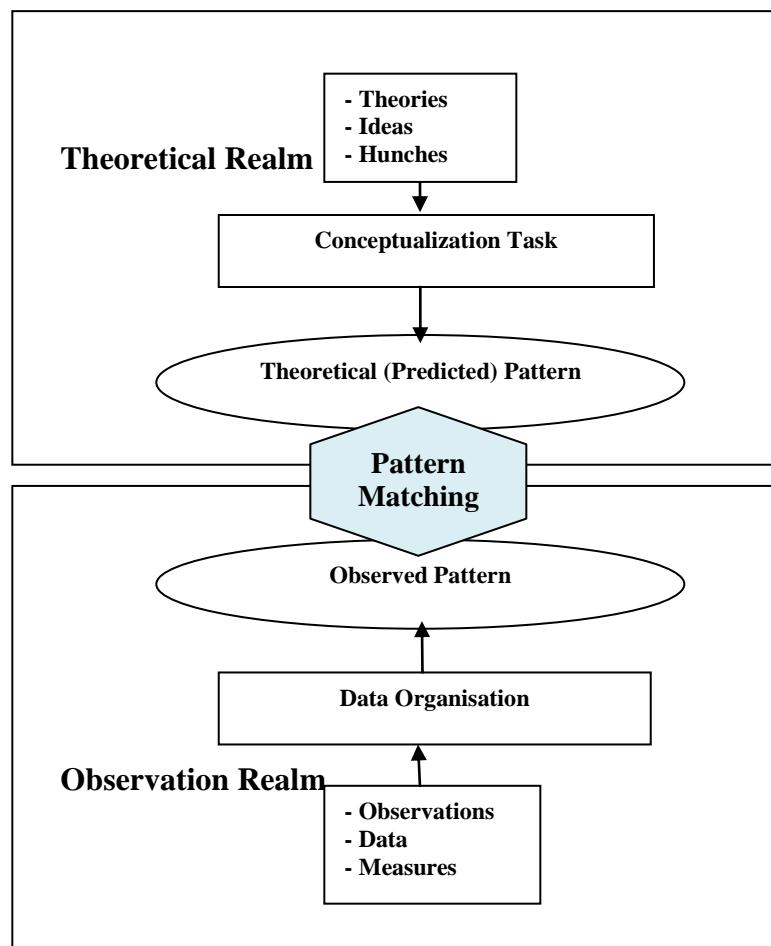 - Theories
- Ideas
- Hunches
Theoretical Realm
Conceptualization Task
Theoretical (Predicted) Pattern
Pattern
Matching
Observed Pattern
Data Organisation
Observation Realm
- Observations
- Data
- Measures